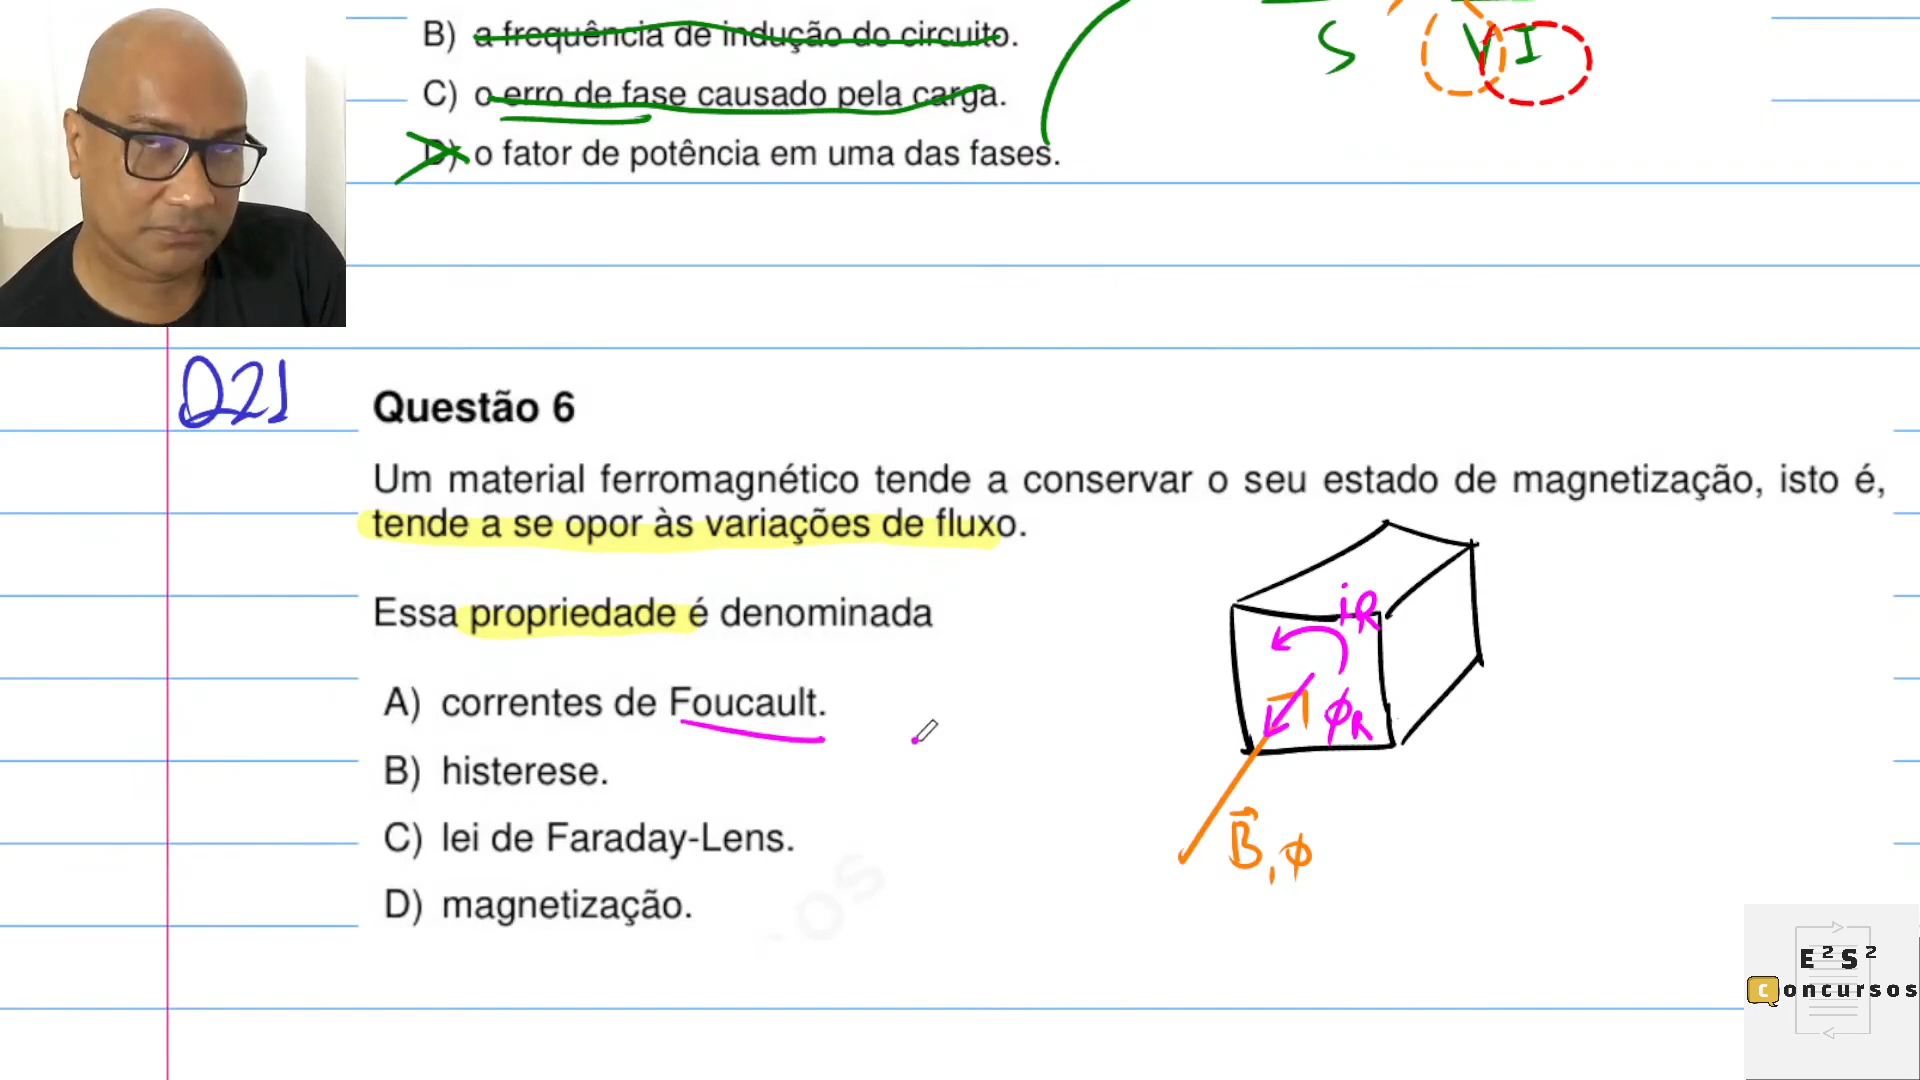 B) a frequência de indução do circuito.
S VI
C) o erro de fase causado pela carga.
D) o fator de potência em uma das fases.
Q21
Questão 6
Um material ferromagnético tende a conservar o seu estado de magnetização, isto é,
tende a se opor às variações de fluxo.
Essa propriedade é denominada
iR
A) correntes de Foucault.
ϕR
B) histerese.
C) lei de Faraday-Lens.
B⃗, ϕ
D) magnetização.
E²S²
Concursos